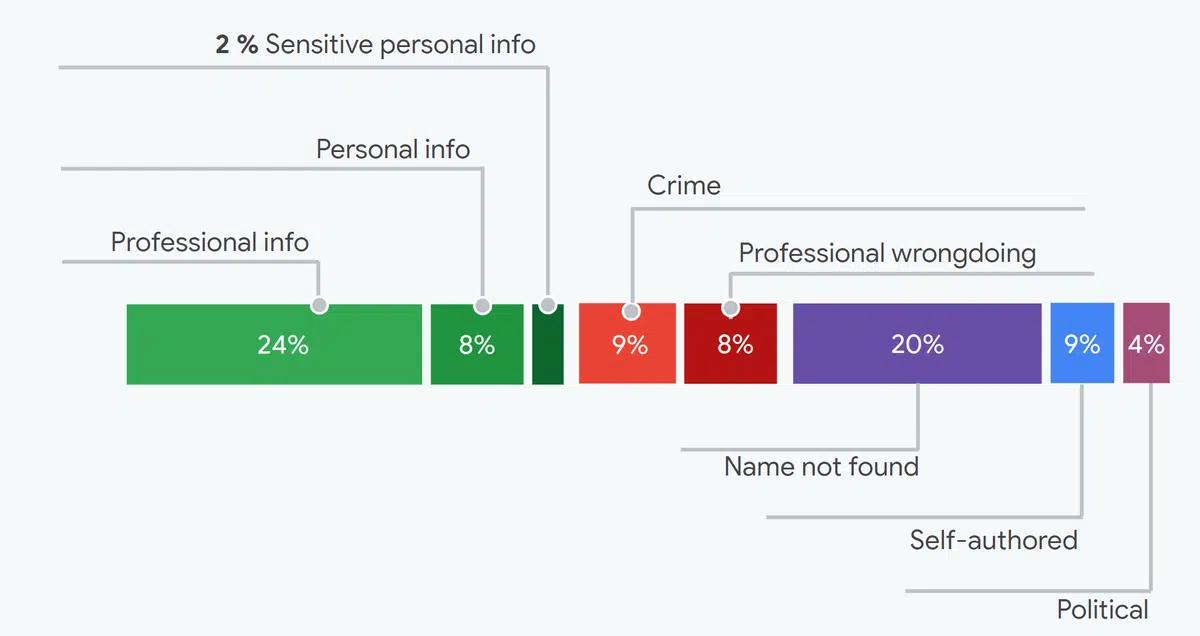 2 % Sensitive personal info
Personal info
Crime
Professional info
Professional wrongdoing
24%
8%
9%
8%
20%
9%
4%
Name not found
Self-authored
Political